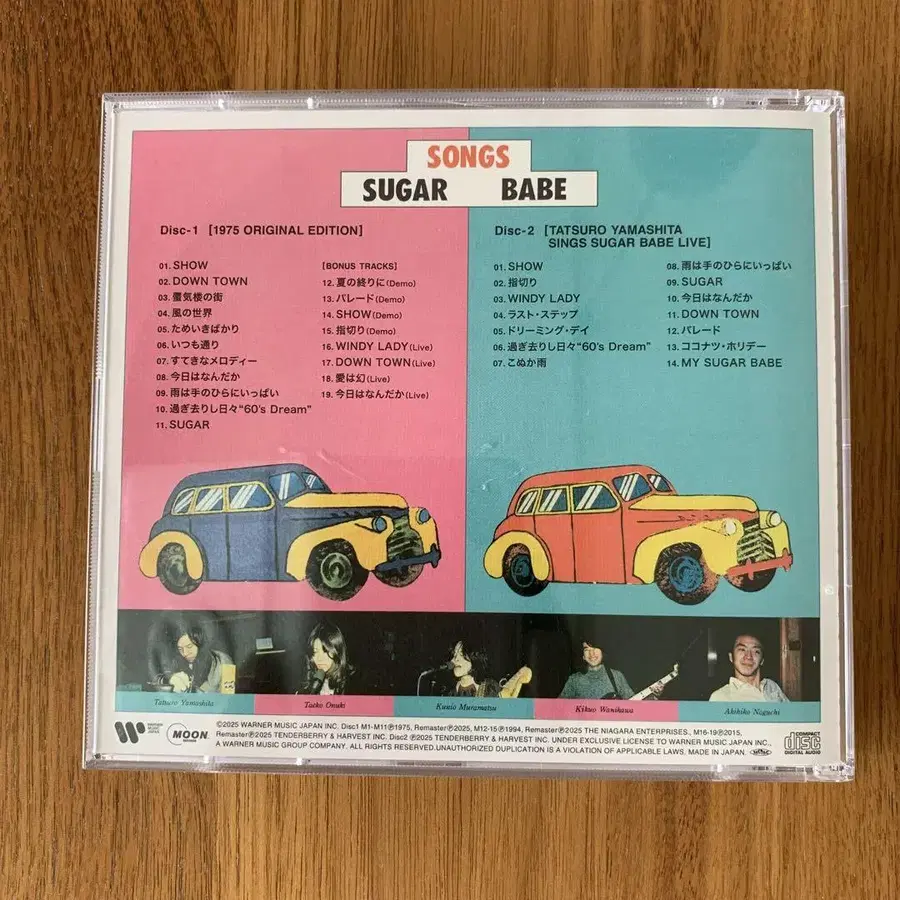 SONGS
SUGAR BABE
Disc-1 [1975 ORIGINAL EDITION]
01. SHOW
02. DOWN TOWN
03.蜃気楼の街
04. 風の世界
05. ためいきばかり
06. いつも通り
07. すてきなメロディー
08. 今日はなんだか
09. 雨は手のひらにいっぱい
10. 過ぎ去りし日々“60's Dream”
11. SUGAR
[BONUS TRACKS]
12. 夏の終りに(Demo)
13. パレード(Demo)
14. SHOW(Demo)
15. 指切り(Demo)
16. WINDY LADY(Live)
17. DOWN TOWN(Live)
18. 愛は幻(Live)
19. 今日はなんだか(Live)
Disc-2 [TATSURO YAMASHITA
SINGS SUGAR BABE LIVE]
01. SHOW
02. 指切り
03. WINDY LADY
04. ラスト・ステップ
05. ドリーミング・デイ
06. 過ぎ去りし日々“60's Dream”
07. こぬか雨
08. 雨は手のひらにいっぱい
09. SUGAR
10. 今日はなんだか
11. DOWN TOWN
12. パレード
13. ココナツ・ホリデー
14. MY SUGAR BABE
Tatsuro Yamashita
Taeko Onuki
Kunio Muramatsu
Kikuo Wanikawa
Akihiko Noguchi
WARNER MUSIC JAPAN
MOON
©2025 WARNER MUSIC JAPAN INC. Disc1 M1-M11℗1975, Remaster℗2025, M12-15℗1994, Remaster℗2025 THE NIAGARA ENTERPRISES., M16-19℗2015,
Remaster℗2025 TENDERBERRY & HARVEST INC. Disc2 ℗2025 TENDERBERRY & HARVEST INC. UNDER EXCLUSIVE LICENSE TO WARNER MUSIC JAPAN INC.,
A WARNER MUSIC GROUP COMPANY. ALL RIGHTS RESERVED.UNAUTHORIZED DUPLICATION IS A VIOLATION OF APPLICABLE LAWS. MADE IN JAPAN.
COMPACT
disc
DIGITAL AUDIO